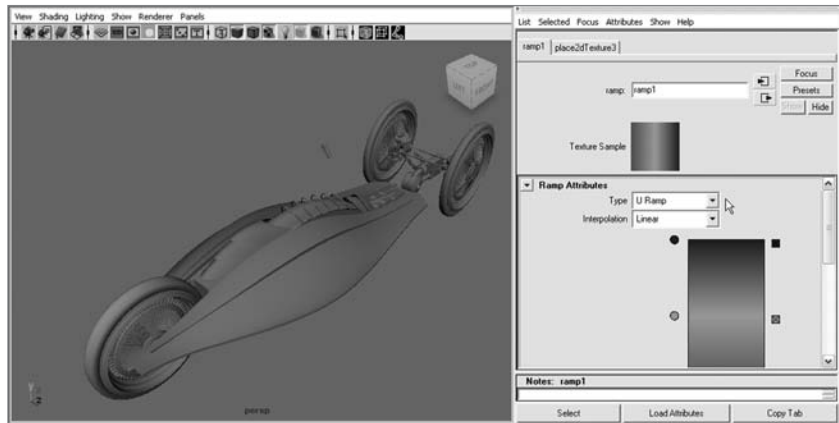 View Shading Lighting Show Renderer Panels
persp
List Selected Focus Attributes Show Help
ramp1 place2dTexture3
ramp: ramp1
Focus
Presets
Show Hide
Texture Sample
Ramp Attributes
Type U Ramp
Interpolation Linear
Notes: ramp1
Select Load Attributes Copy Tab